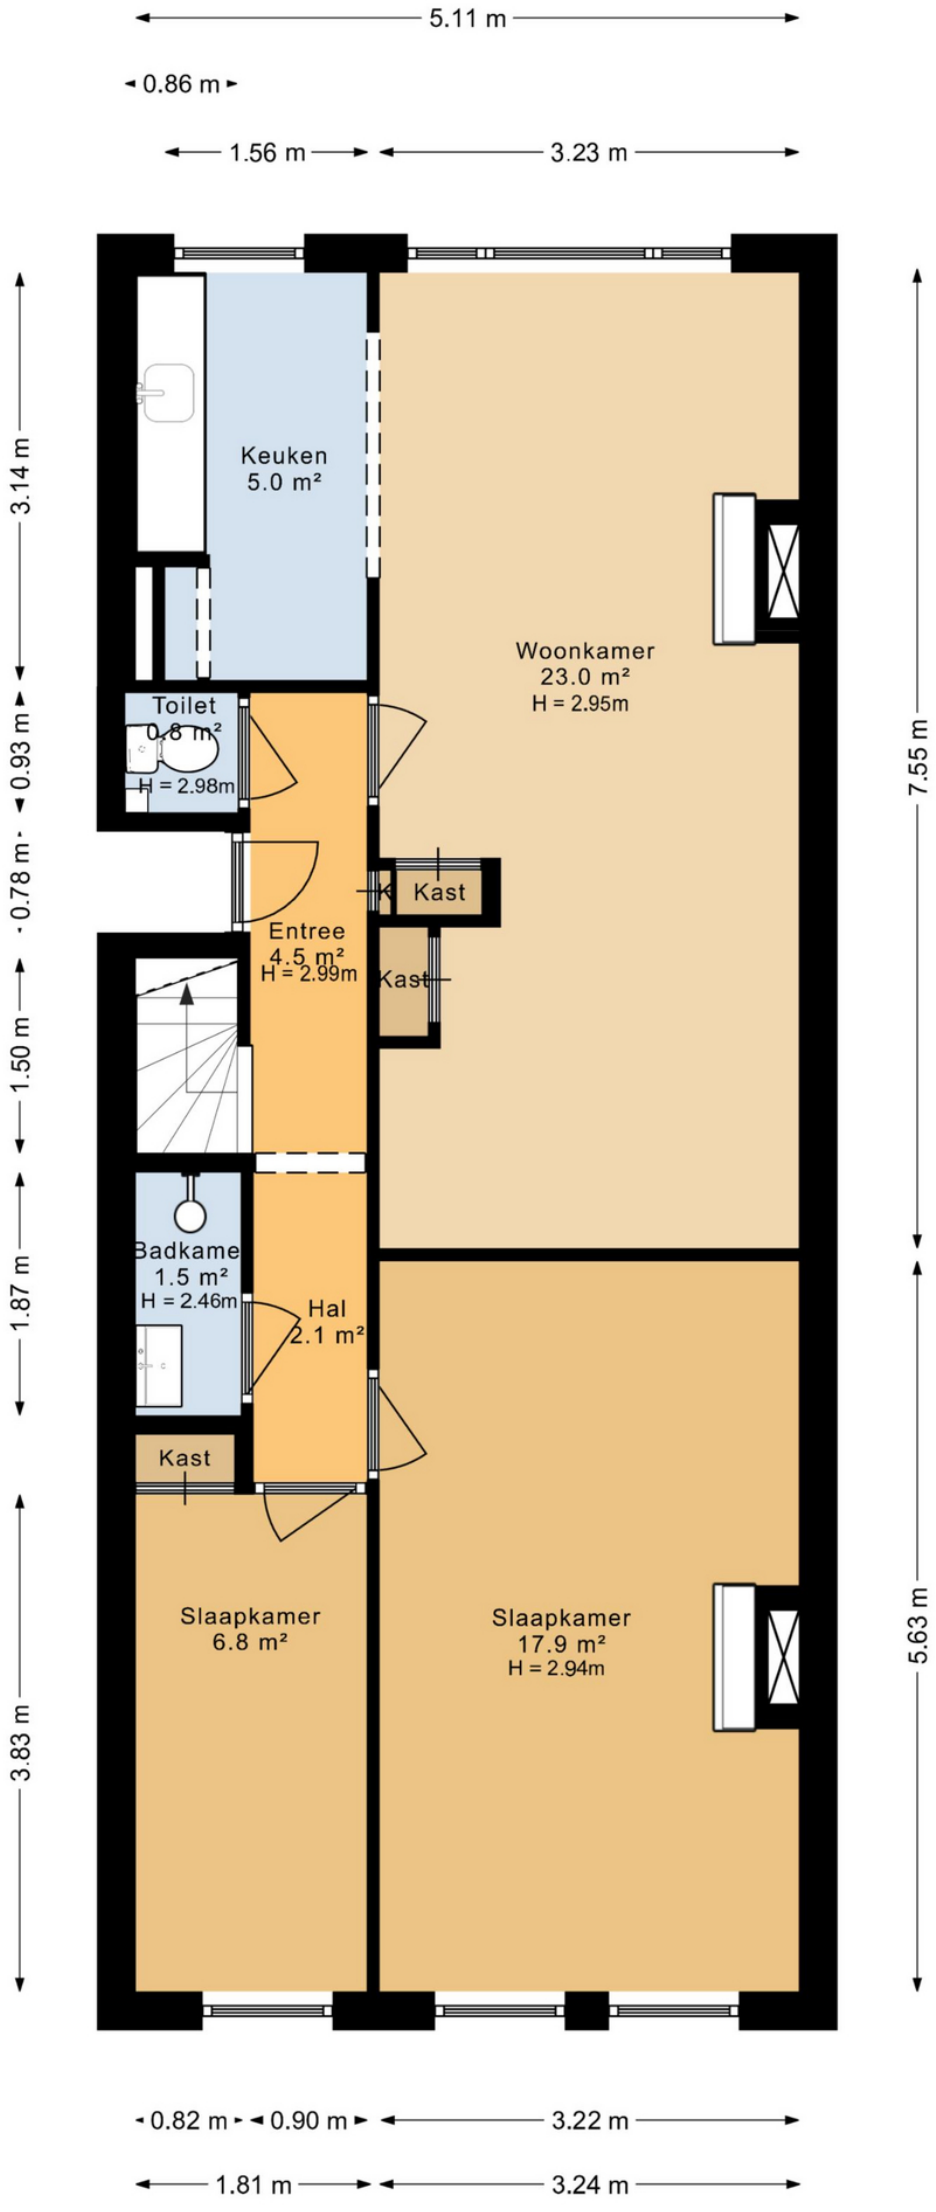 5.11 m
0.86 m
1.56 m
3.23 m
3.14 m
Keuken
5.0 m²
Woonkamer
23.0 m²
H = 2.95m
0.93 m
Toilet
0.8 m²
H = 2.98m
7.55 m
0.78 m
K
Kast
Entree
4.5 m²
H = 2.99m
Kast
1.50 m
1.87 m
Badkame
1.5 m²
H = 2.46m
Hal
2.1 m²
Kast
Slaapkamer
6.8 m²
Slaapkamer
17.9 m²
H = 2.94m
5.63 m
3.83 m
0.82 m
0.90 m
3.22 m
1.81 m
3.24 m